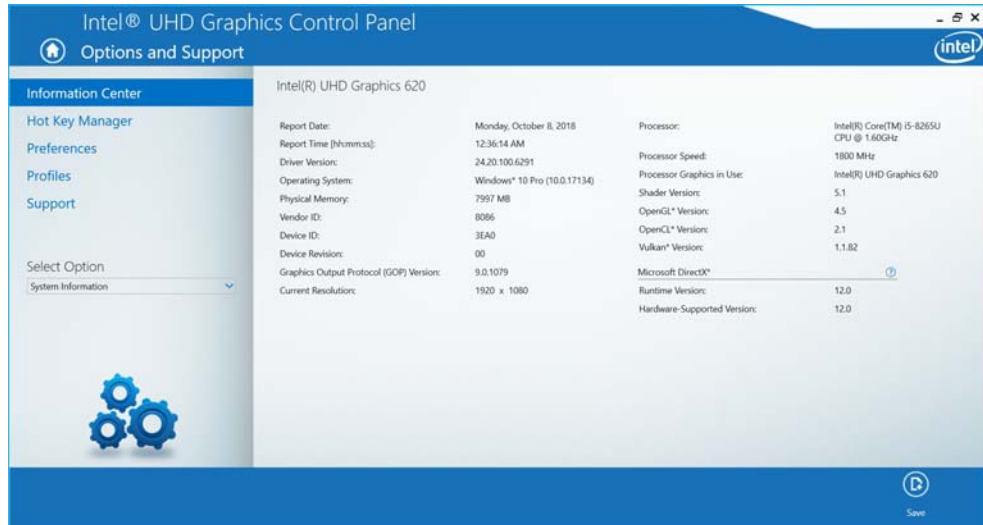 Intel® UHD Graphics Control Panel
Options and Support
intel
Information Center
Hot Key Manager
Preferences
Profiles
Support
Select Option
System Information
Intel(R) UHD Graphics 620
Report Date: Monday, October 8, 2018
Report Time [hh:mm:ss]: 12:36:14 AM
Driver Version: 24.20.100.6291
Operating System: Windows* 10 Pro (10.0.17134)
Physical Memory: 7997 MB
Vendor ID: 8086
Device ID: 3EA0
Device Revision: 00
Graphics Output Protocol (GOP) Version: 9.0.1079
Current Resolution: 1920 x 1080
Processor: Intel(R) Core(TM) i5-8265U
CPU @ 1.60GHz
Processor Speed: 1800 MHz
Processor Graphics in Use: Intel(R) UHD Graphics 620
Shader Version: 5.1
OpenGL* Version: 4.5
OpenCL* Version: 2.1
Vulkan* Version: 1.1.82
Microsoft DirectX* ?
Runtime Version: 12.0
Hardware-Supported Version: 12.0
Save